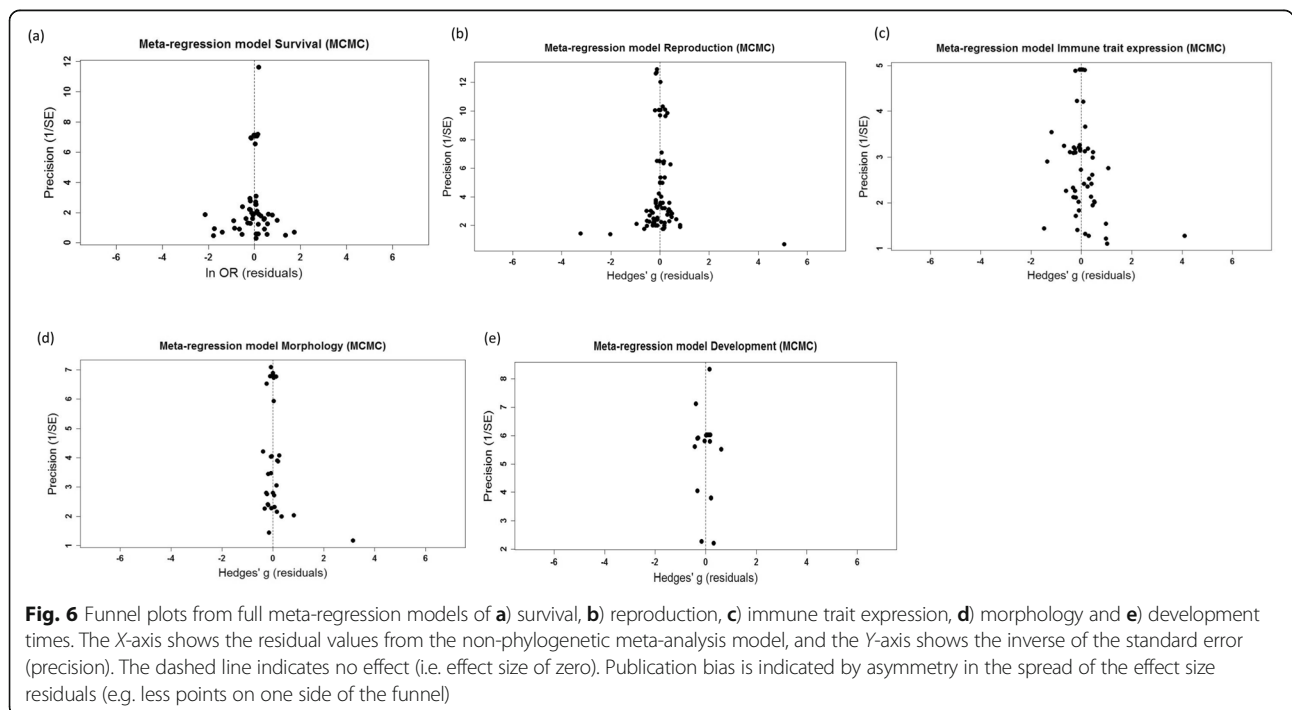 (a)
Meta-regression model Survival (MCMC)
Precision (1/SE)
12
10
8
6
4
2
0
-6 -4 -2 0 2 4 6
ln OR (residuals)
(b)
Meta-regression model Reproduction (MCMC)
Precision (1/SE)
12
10
8
6
4
2
-6 -4 -2 0 2 4 6
Hedges' g (residuals)
(c)
Meta-regression model Immune trait expression (MCMC)
Precision (1/SE)
5
4
3
2
1
-6 -4 -2 0 2 4 6
Hedges' g (residuals)
(d)
Meta-regression model Morphology (MCMC)
Precision (1/SE)
7
6
5
4
3
2
1
-6 -4 -2 0 2 4 6
Hedges' g (residuals)
(e)
Meta-regression model Development (MCMC)
Precision (1/SE)
8
7
6
5
4
3
2
-6 -4 -2 0 2 4 6
Hedges' g (residuals)
Fig. 6 Funnel plots from full meta-regression models of a) survival, b) reproduction, c) immune trait expression, d) morphology and e) development
times. The X-axis shows the residual values from the non-phylogenetic meta-analysis model, and the Y-axis shows the inverse of the standard error
(precision). The dashed line indicates no effect (i.e. effect size of zero). Publication bias is indicated by asymmetry in the spread of the effect size
residuals (e.g. less points on one side of the funnel)